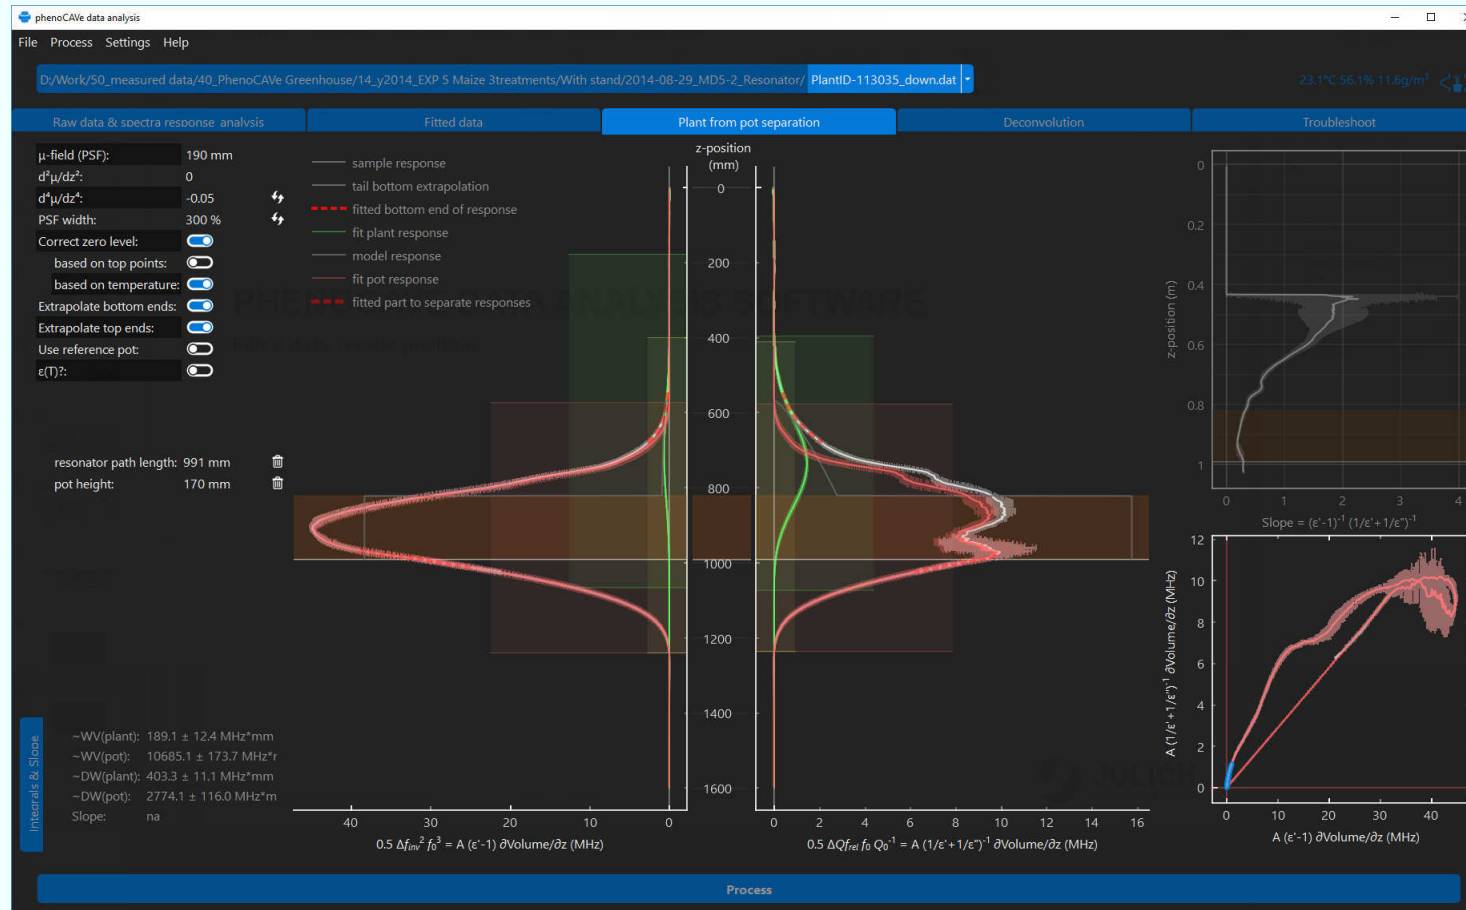 phenoCAVe data analysis
File Process Settings Help
D:/Work/50_measured data/40_PhenoCAVe Greenhouse/14_y2014_EXP 5 Maize 3treatments/With stand/2014-08-29_MD5-2_Resonator/ PlantID-113035_down.dat
23.1°C 56.1% 11.6g/m³
Raw data & spectra response analysis
Fitted data
Plant from pot separation
Deconvolution
Troubleshoot
μ-field (PSF): 190 mm
d²μ/dz²: 0
d⁴μ/dz⁴: -0.05
PSF width: 300 %
Correct zero level:
based on top points:
based on temperature:
Extrapolate bottom ends:
Extrapolate top ends:
Use reference pot:
ε(T)?:
resonator path length: 991 mm
pot height: 170 mm
sample response
tail bottom extrapolation
fitted bottom end of response
fit plant response
model response
fit pot response
fitted part to separate responses
z-position
(mm)
0
200
400
600
800
1000
1200
1400
1600
40 30 20 10 0
0.5 Δf_inv² f₀³ = A (ε'-1) ∂Volume/∂z (MHz)
0 2 4 6 8 10 12 14 16
0.5 ΔQf_rel f₀ Q₀⁻¹ = A (1/ε'+1/ε")⁻¹ ∂Volume/∂z (MHz)
z-position (m)
0
0.2
0.4
0.6
0.8
1
0 1 2 3 4
Slope = (ε'-1)⁻¹ (1/ε'+1/ε")⁻¹
A (1/ε'+1/ε")⁻¹ ∂Volume/∂z (MHz)
12
10
8
6
4
2
0
0 10 20 30 40
A (ε'-1) ∂Volume/∂z (MHz)
Integrals & Slope
~WV(plant): 189.1 ± 12.4 MHz*mm
~WV(pot): 10685.1 ± 173.7 MHz*r
~DW(plant): 403.3 ± 11.1 MHz*mm
~DW(pot): 2774.1 ± 116.0 MHz*m
Slope: na
JÜLICH
Process